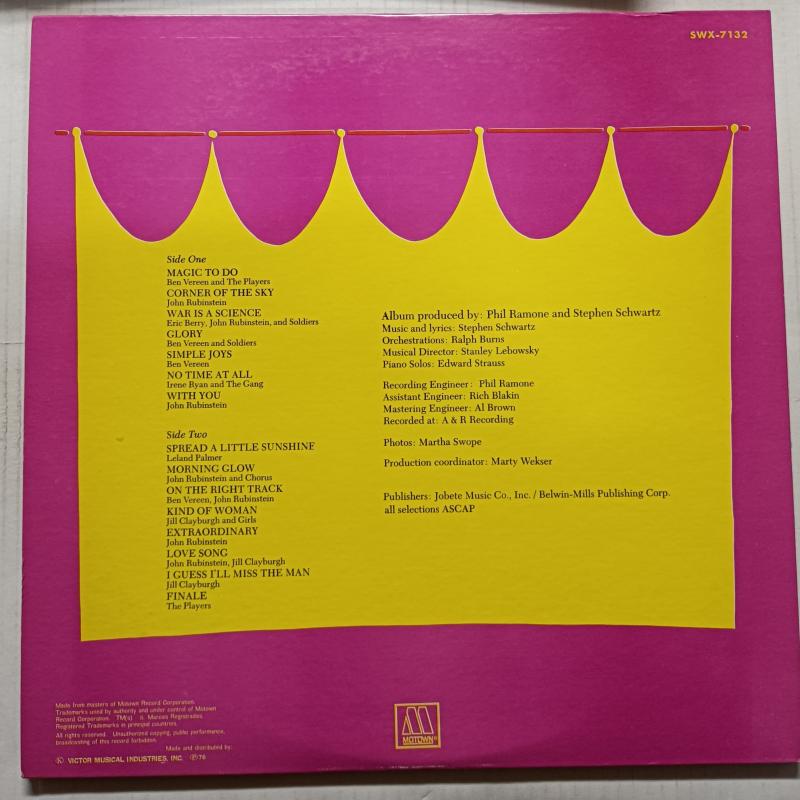 SWX-7132
Side One
MAGIC TO DO
Ben Vereen and The Players
CORNER OF THE SKY
John Rubinstein
WAR IS A SCIENCE
Eric Berry, John Rubinstein, and Soldiers
GLORY
Ben Vereen and Soldiers
SIMPLE JOYS
Ben Vereen
NO TIME AT ALL
Irene Ryan and The Gang
WITH YOU
John Rubinstein
Side Two
SPREAD A LITTLE SUNSHINE
Leland Palmer
MORNING GLOW
John Rubinstein and Chorus
ON THE RIGHT TRACK
Ben Vereen, John Rubinstein
KIND OF WOMAN
Jill Clayburgh and Girls
EXTRAORDINARY
John Rubinstein
LOVE SONG
John Rubinstein, Jill Clayburgh
I GUESS I'LL MISS THE MAN
Jill Clayburgh
FINALE
The Players
Album produced by: Phil Ramone and Stephen Schwartz
Music and lyrics: Stephen Schwartz
Orchestrations: Ralph Burns
Musical Director: Stanley Lebowsky
Piano Solos: Edward Strauss
Recording Engineer: Phil Ramone
Assistant Engineer: Rich Blakin
Mastering Engineer: Al Brown
Recorded at: A & R Recording
Photos: Martha Swope
Production coordinator: Marty Wekser
Publishers: Jobete Music Co., Inc. / Belwin-Mills Publishing Corp.
all selections ASCAP
Made from masters of Motown Record Corporation.
Trademarks used by authority and under control of Motown
Record Corporation. TM(s) ® Marcas Registradas.
Registered Trademarks in principal countries.
All rights reserved. Unauthorized copying, public performance,
broadcasting of this record forbidden.
Made and distributed by:
VICTOR MUSICAL INDUSTRIES, INC. ℗76
M
MOTOWN®